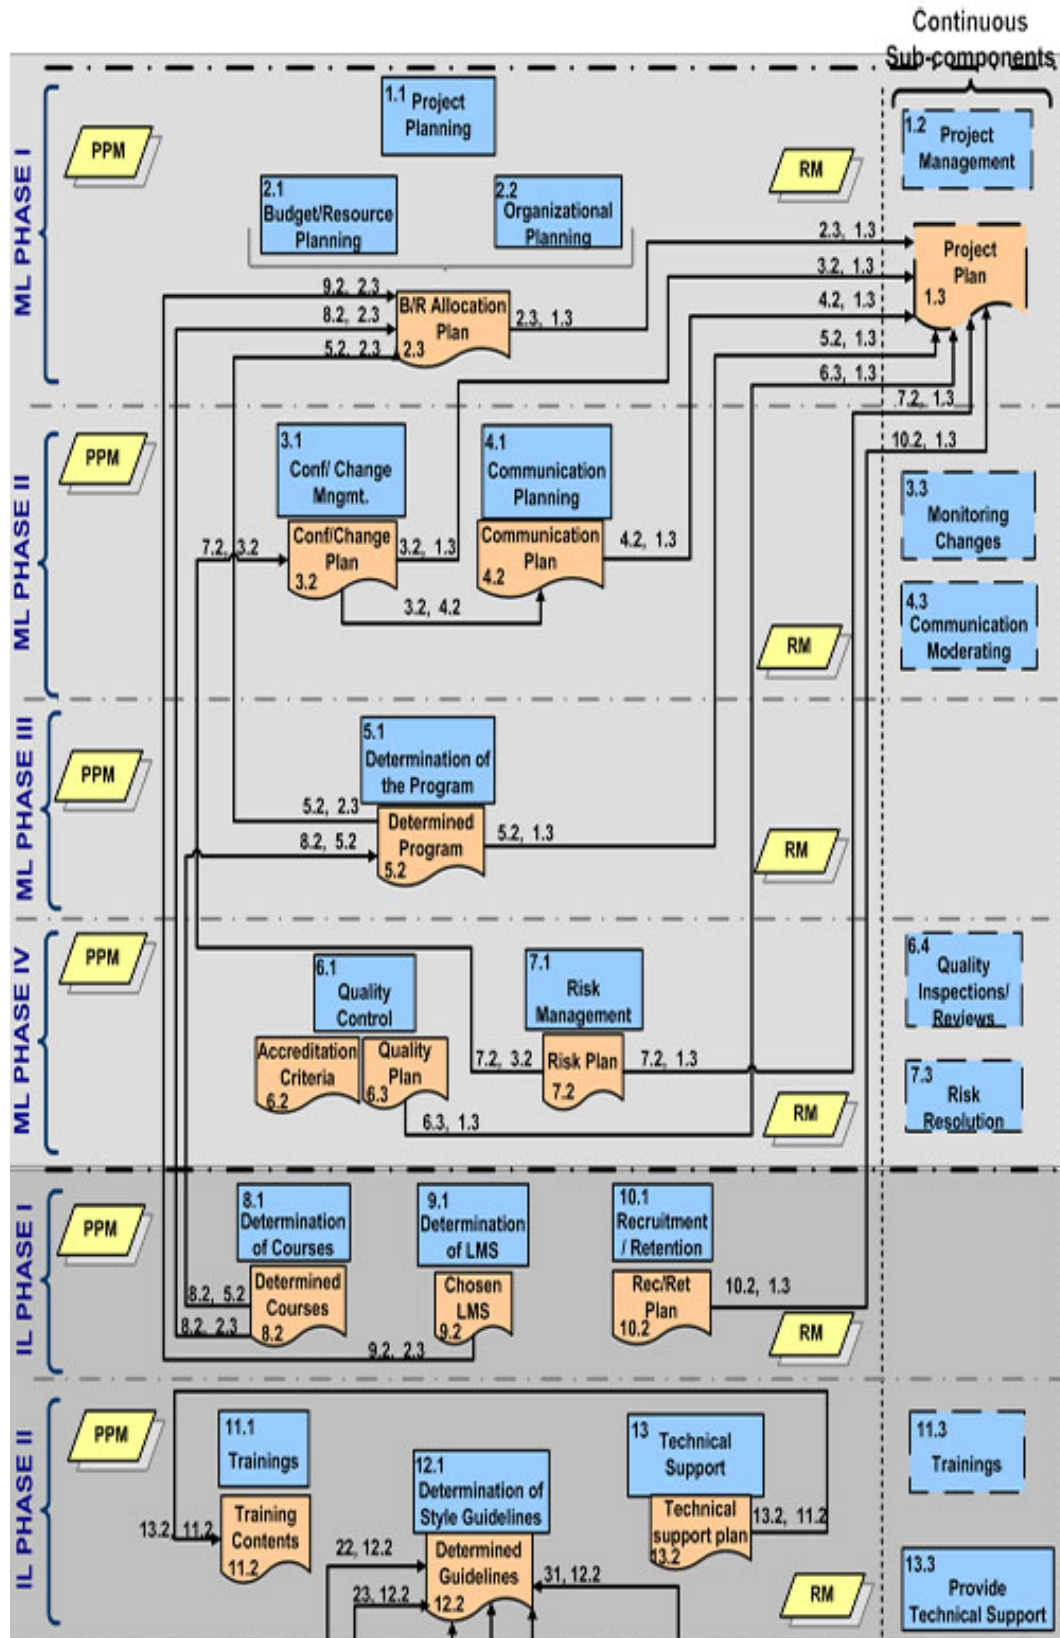 Continuous
Sub-components
ML PHASE I
PPM
1.1 Project
Planning
RM
1.2
Project
Management
2.1
Budget/Resource
Planning
2.2
Organizational
Planning
2.3, 1.3
3.2, 1.3
4.2, 1.3
5.2, 1.3
6.3, 1.3
7.2, 1.3
10.2, 1.3
Project
Plan
1.3
9.2, 2.3
8.2, 2.3
5.2, 2.3
B/R Allocation
Plan
2.3
2.3, 1.3
ML PHASE II
PPM
3.1
Conf/ Change
Mngmt.
4.1
Communication
Planning
7.2, 3.2
Conf/Change
Plan
3.2
3.2, 1.3
Communication
Plan
4.2
4.2, 1.3
3.2, 4.2
RM
3.3
Monitoring
Changes
4.3
Communication
Moderating
ML PHASE III
PPM
5.1
Determination of
the Program
5.2, 2.3
8.2, 5.2
Determined
Program
5.2
5.2, 1.3
RM
ML PHASE IV
PPM
6.1
Quality
Control
7.1
Risk
Management
Accreditation
Criteria
6.2
Quality
Plan
6.3
7.2, 3.2
Risk Plan
7.2
7.2, 1.3
6.3, 1.3
RM
6.4
Quality
Inspections/
Reviews
7.3
Risk
Resolution
IL PHASE I
PPM
8.1
Determination
of Courses
9.1
Determination
of LMS
10.1
Recruitment
/ Retention
8.2, 5.2
8.2, 2.3
Determined
Courses
8.2
Chosen
LMS
9.2
9.2, 2.3
Rec/Ret
Plan
10.2
10.2, 1.3
RM
IL PHASE II
PPM
11.1
Trainings
12.1
Determination of
Style Guidelines
13
Technical
Support
11.3
Trainings
13.2, 11.2
Training
Contents
11.2
22, 12.2
23, 12.2
Determined
Guidelines
12.2
31, 12.2
Technical
support plan
13.2
13.2, 11.2
RM
13.3
Provide
Technical Support